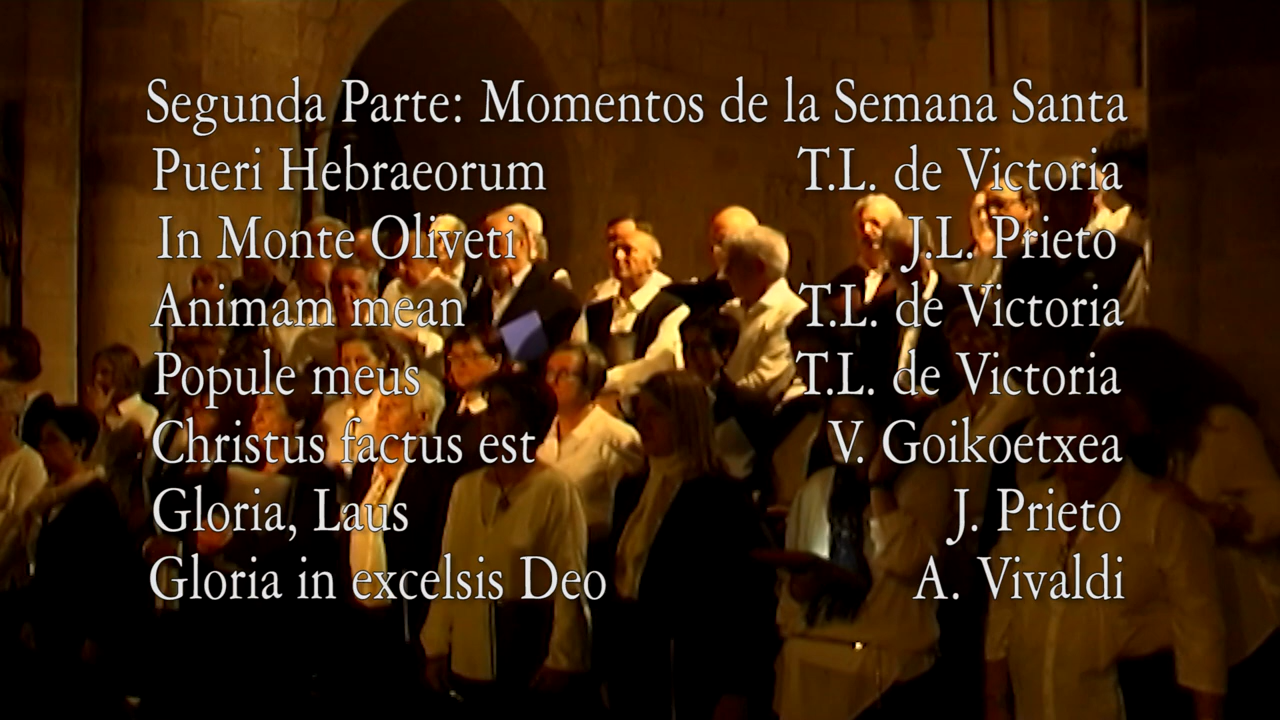 Segunda Parte: Momentos de la Semana Santa
Pueri Hebraeorum T.L. de Victoria
In Monte Oliveti J.L. Prieto
Animam mean T.L. de Victoria
Popule meus T.L. de Victoria
Christus factus est V. Goikoetxea
Gloria, Laus J. Prieto
Gloria in excelsis Deo A. Vivaldi